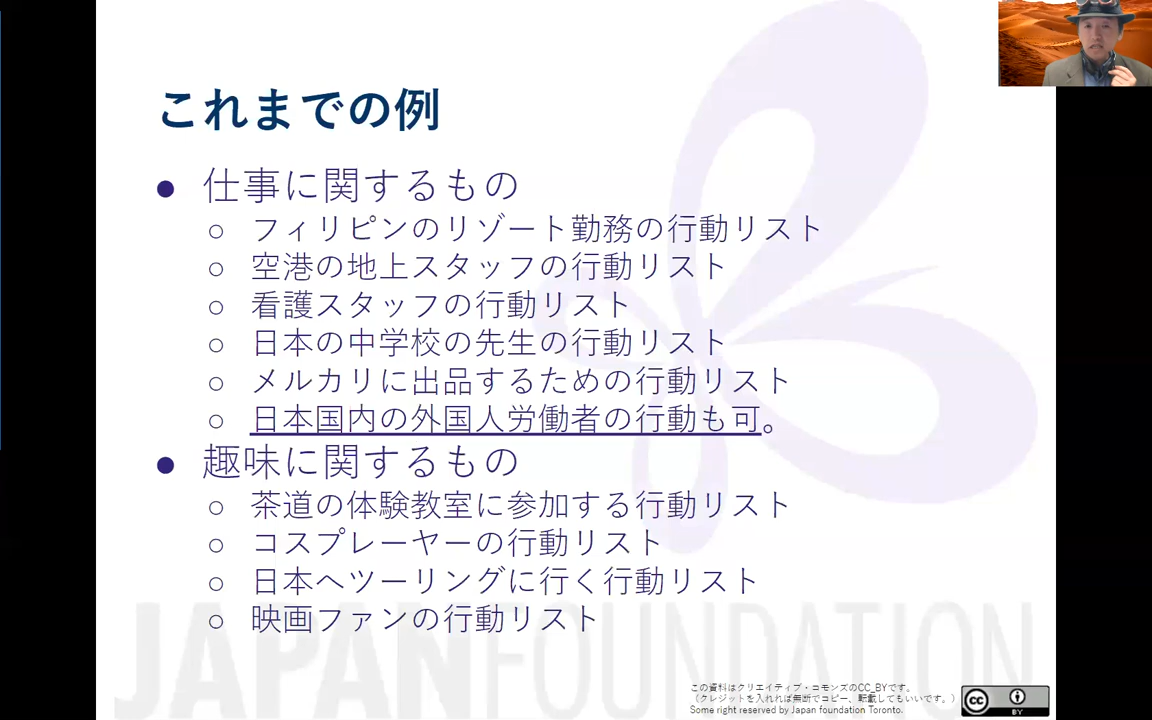 これまでの例
● 仕事に関するもの
○ フィリピンのリゾート勤務の行動リスト
○ 空港の地上スタッフの行動リスト
○ 看護スタッフの行動リスト
○ 日本の中学校の先生の行動リスト
○ メルカリに出品するための行動リスト
○ 日本国内の外国人労働者の行動も可。
● 趣味に関するもの
○ 茶道の体験教室に参加する行動リスト
○ コスプレーヤーの行動リスト
○ 日本へツーリングに行く行動リスト
○ 映画ファンの行動リスト
JAPANFOUNDATION
この資料はクリエイティブ・コモンズのCC_BYです。
（クレジットを入れれば無断でコピー、転載してもいいです。）
Some right reserved by Japan foundation Toronto.
cc
BY